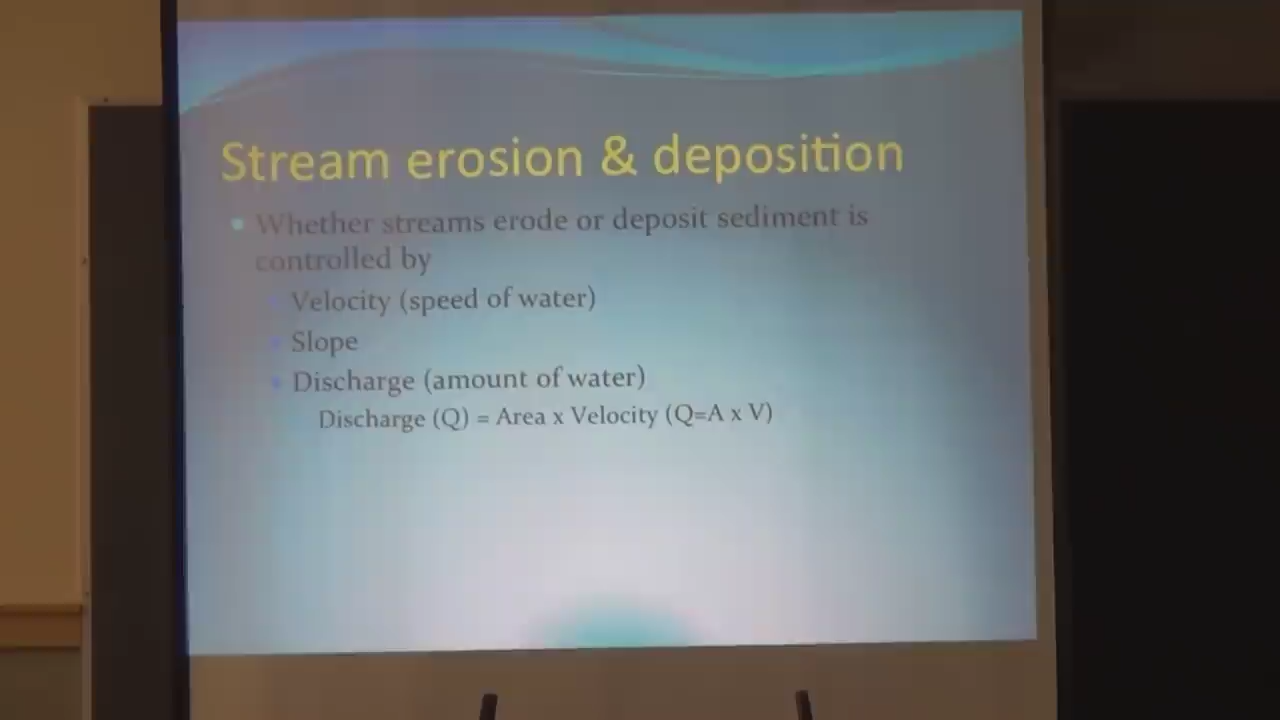 Stream erosion & deposition
• Whether streams erode or deposit sediment is
controlled by
• Velocity (speed of water)
• Slope
• Discharge (amount of water)
Discharge (Q) = Area x Velocity (Q=A x V)